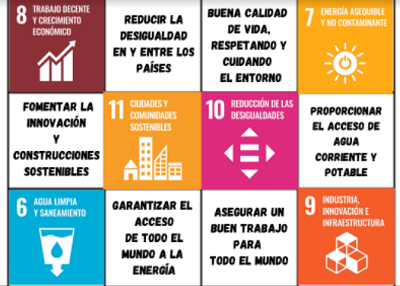 8 TRABAJO DECENTE
Y CRECIMIENTO
ECONÓMICO
REDUCIR LA
DESIGUALDAD
EN Y ENTRE LOS
PAÍSES
BUENA CALIDAD
DE VIDA,
RESPETANDO Y
CUIDANDO
EL ENTORNO
7 ENERGÍA ASEQUIBLE
Y NO CONTAMINANTE
FOMENTAR LA
INNOVACIÓN
Y
CONSTRUCCIONES
SOSTENIBLES
11 CIUDADES Y
COMUNIDADES
SOSTENIBLES
10 REDUCCIÓN DE LAS
DESIGUALDADES
PROPORCIONAR
EL ACCESO DE
AGUA
CORRIENTE Y
POTABLE
6 AGUA LIMPIA
Y SANEAMIENTO
GARANTIZAR EL
ACCESO
DE TODO EL
MUNDO A LA
ENERGÍA
ASEGURAR UN
BUEN TRABAJO
PARA
TODO EL MUNDO
9 INDUSTRIA,
INNOVACIÓN E
INFRAESTRUCTURA